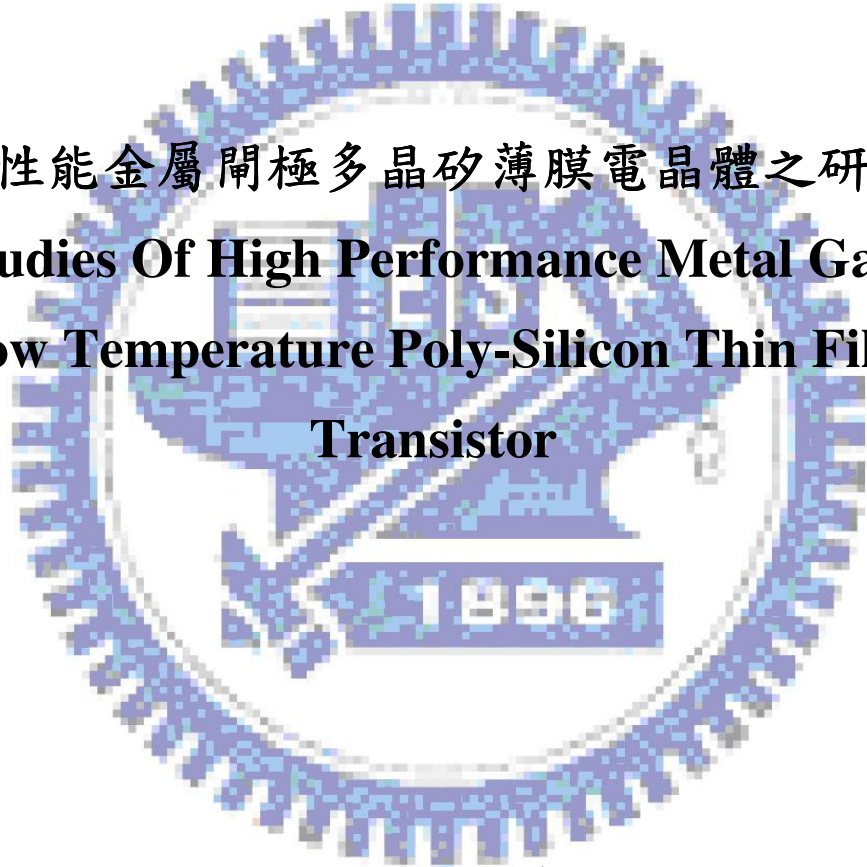 性能金屬閘極多晶矽薄膜電晶體之研
udies Of High Performance Metal Ga
ow Temperature Poly-Silicon Thin Fil
Transistor
1896